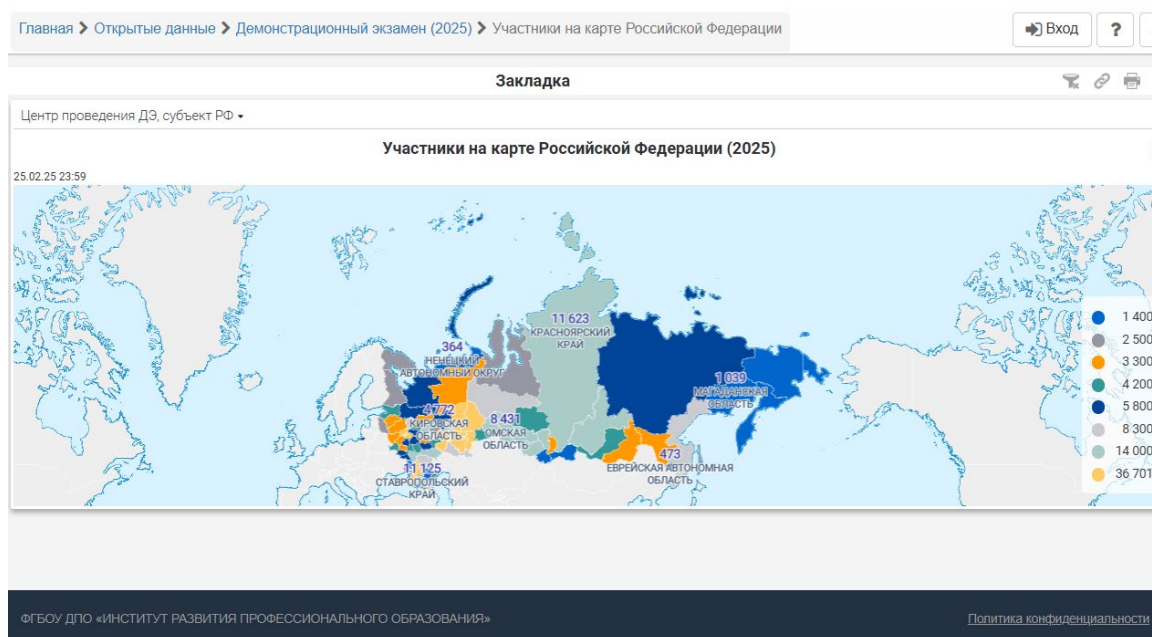 Главная > Открытые данные > Демонстрационный экзамен (2025) > Участники на карте Российской Федерации
Вход
?
Закладка
Центр проведения ДЭ, субъект РФ
Участники на карте Российской Федерации (2025)
25.02.25 23:59
11 623
КРАСНОЯРСКИЙ
КРАЙ
364
НЕНЕЦКИЙ
АВТОНОМНЫЙ ОКРУГ
1 039
МАГАДАНСКАЯ
ОБЛАСТЬ
4 772
КИРОВСКАЯ
ОБЛАСТЬ
8 431
ОМСКАЯ
ОБЛАСТЬ
473
ЕВРЕЙСКАЯ АВТОНОМНАЯ
ОБЛАСТЬ
11 125
СТАВРОПОЛЬСКИЙ
КРАЙ
1 400
2 500
3 300
4 200
5 800
8 300
14 000
36 701
ФГБОУ ДПО «ИНСТИТУТ РАЗВИТИЯ ПРОФЕССИОНАЛЬНОГО ОБРАЗОВАНИЯ»
Политика конфиденциальности